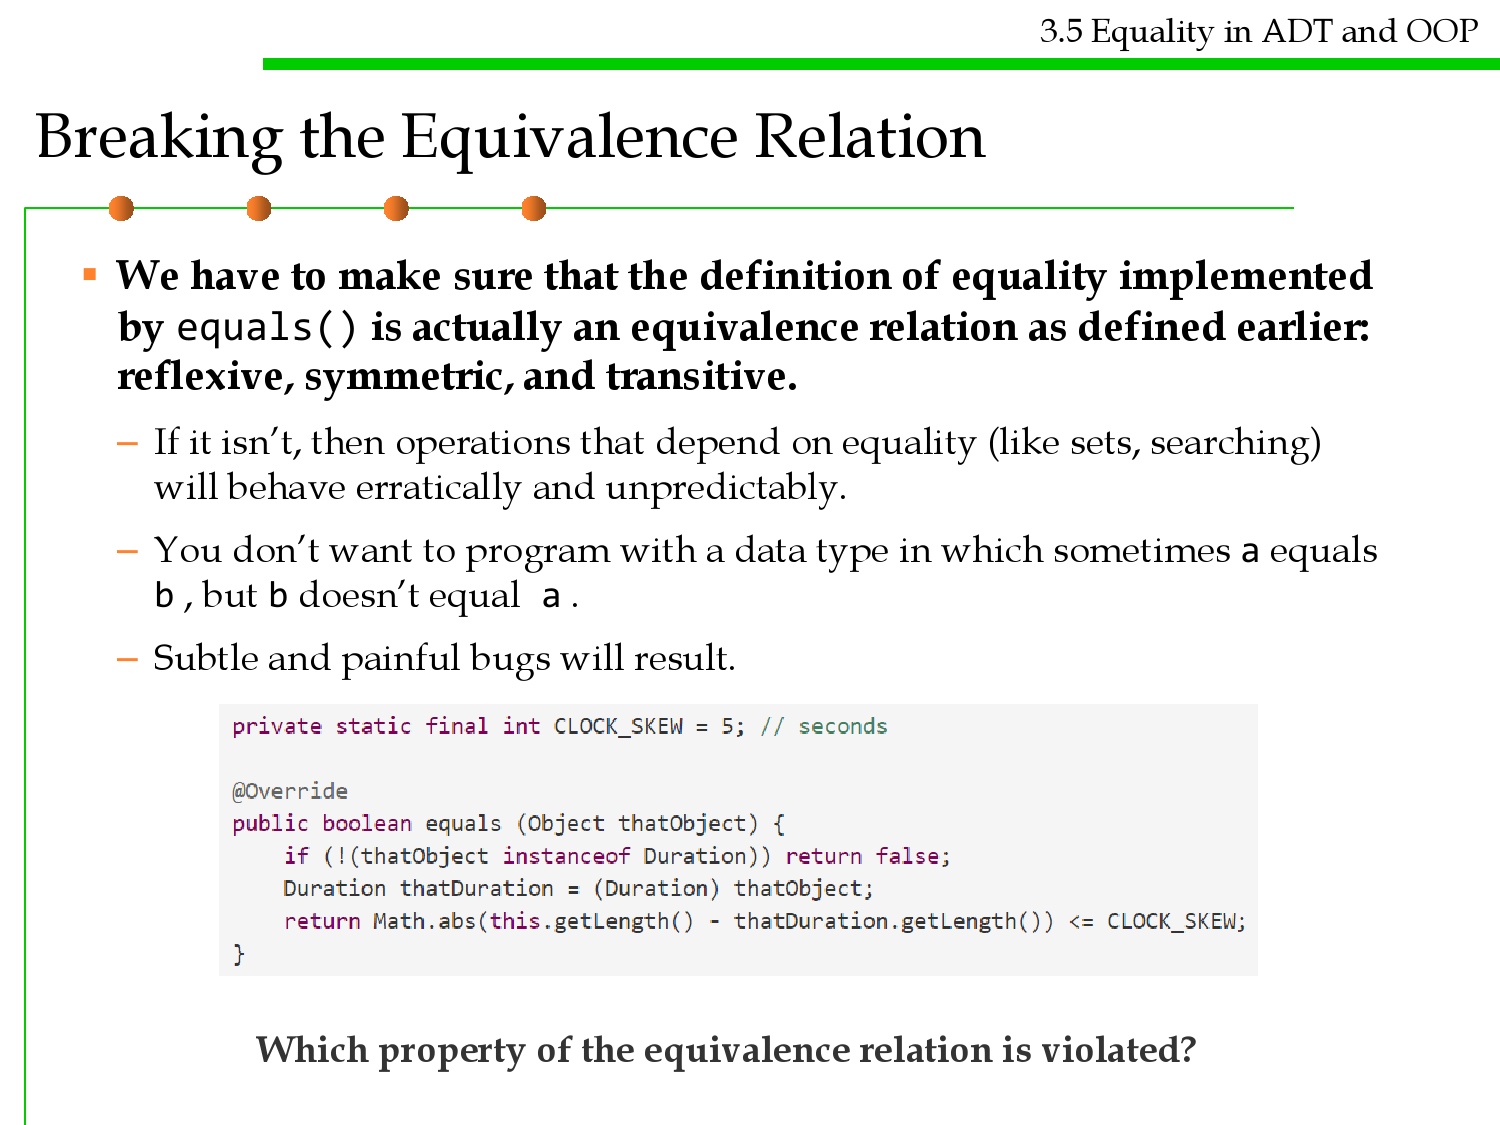 3.5 Equality in ADT and OOP
Breaking the Equivalence Relation
▪ We have to make sure that the definition of equality implemented
by equals() is actually an equivalence relation as defined earlier:
reflexive, symmetric, and transitive.
– If it isn’t, then operations that depend on equality (like sets, searching)
will behave erratically and unpredictably.
– You don’t want to program with a data type in which sometimes a equals
b , but b doesn’t equal a .
– Subtle and painful bugs will result.
private static final int CLOCK_SKEW = 5; // seconds
@Override
public boolean equals (Object thatObject) {
    if (!(thatObject instanceof Duration)) return false;
    Duration thatDuration = (Duration) thatObject;
    return Math.abs(this.getLength() - thatDuration.getLength()) <= CLOCK_SKEW;
}
Which property of the equivalence relation is violated?